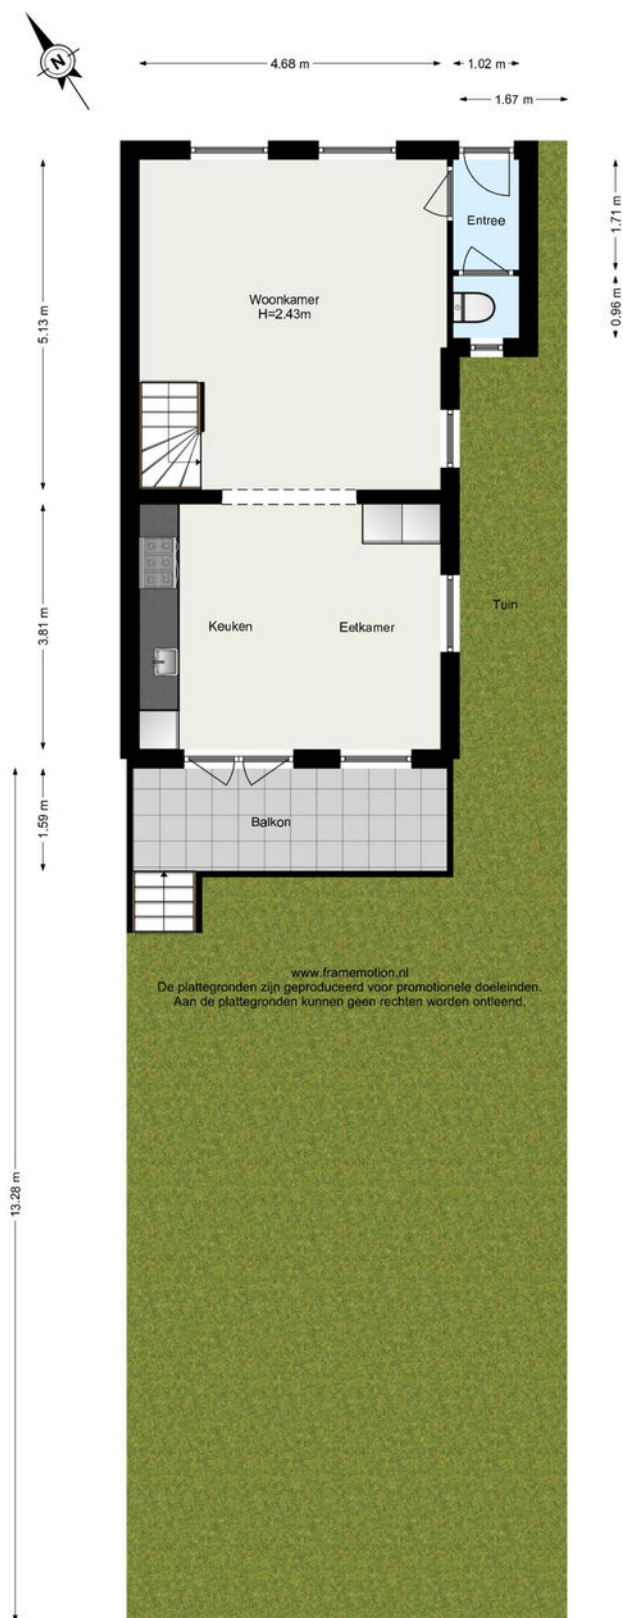 N
4.68 m
1.02 m
1.67 m
1.71 m
Entree
0.96 m
Woonkamer
H=2.43m
5.13 m
Tuin
3.81 m
Keuken
Eetkamer
1.59 m
Balkon
www.framemotion.nl
De plattegronden zijn geproduceerd voor promotionele doeleinden.
Aan de plattegronden kunnen geen rechten worden ontleend.
13.28 m